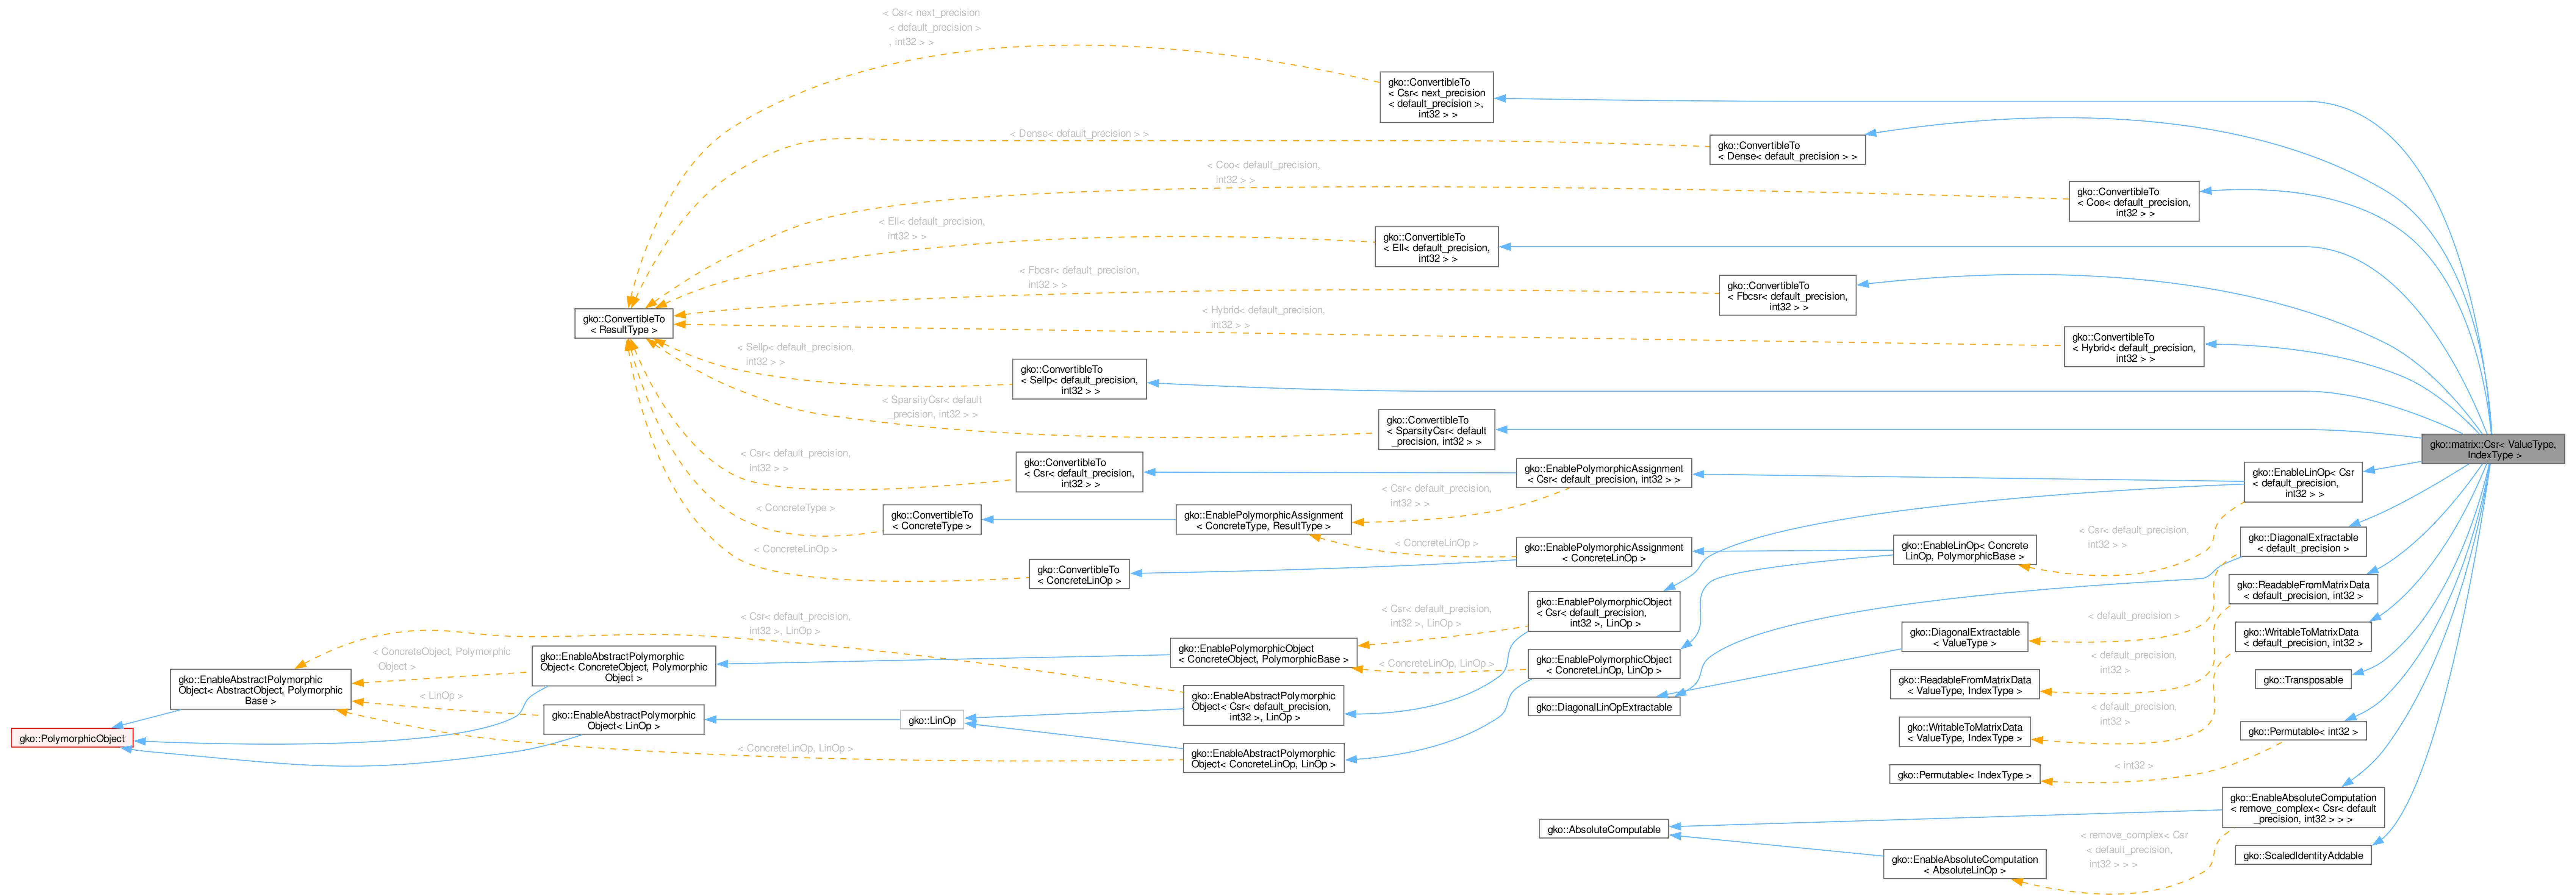 < Csr< next_precision
< default_precision >
, int32 > >
gko::ConvertibleTo
< Csr< next_precision
< default_precision >,
int32 > >
< Dense< default_precision > >
gko::ConvertibleTo
< Dense< default_precision > >
< Coo< default_precision,
int32 > >
gko::ConvertibleTo
< Coo< default_precision,
int32 > >
< Ell< default_precision,
int32 > >
gko::ConvertibleTo
< Ell< default_precision,
int32 > >
< Fbcsr< default_precision,
int32 > >
gko::ConvertibleTo
< Fbcsr< default_precision,
int32 > >
gko::ConvertibleTo
< ResultType >
< Hybrid< default_precision,
int32 > >
gko::ConvertibleTo
< Hybrid< default_precision,
int32 > >
< Sellp< default_precision,
int32 > >
gko::ConvertibleTo
< Sellp< default_precision,
int32 > >
< SparsityCsr< default
_precision, int32 > >
gko::ConvertibleTo
< SparsityCsr< default
_precision, int32 > >
gko::matrix::Csr< ValueType,
IndexType >
< Csr< default_precision,
int32 > >
gko::ConvertibleTo
< Csr< default_precision,
int32 > >
gko::EnablePolymorphicAssignment
< Csr< default_precision, int32 > >
gko::EnableLinOp< Csr
< default_precision,
int32 > >
< Csr< default_precision,
int32 > >
< ConcreteType >
gko::ConvertibleTo
< ConcreteType >
gko::EnablePolymorphicAssignment
< ConcreteType, ResultType >
< Csr< default_precision,
int32 > >
gko::DiagonalExtractable
< default_precision >
< ConcreteLinOp >
< ConcreteLinOp >
gko::EnablePolymorphicAssignment
< ConcreteLinOp >
gko::EnableLinOp< Concrete
LinOp, PolymorphicBase >
gko::ConvertibleTo
< ConcreteLinOp >
gko::ReadableFromMatrixData
< default_precision, int32 >
gko::EnablePolymorphicObject
< Csr< default_precision,
int32 >, LinOp >
< Csr< default_precision,
int32 >, LinOp >
< Csr< default_precision,
int32 >, LinOp >
< default_precision >
gko::DiagonalExtractable
< ValueType >
gko::WritableToMatrixData
< default_precision, int32 >
< ConcreteObject, Polymorphic
Object >
gko::EnableAbstractPolymorphic
Object< ConcreteObject, Polymorphic
Object >
gko::EnablePolymorphicObject
< ConcreteObject, PolymorphicBase >
< ConcreteLinOp, LinOp >
gko::EnablePolymorphicObject
< ConcreteLinOp, LinOp >
< default_precision,
int32 >
gko::Transposable
gko::EnableAbstractPolymorphic
Object< AbstractObject, Polymorphic
Base >
< LinOp >
gko::EnableAbstractPolymorphic
Object< Csr< default_precision,
int32 >, LinOp >
gko::DiagonalLinOpExtractable
gko::ReadableFromMatrixData
< ValueType, IndexType >
< default_precision,
int32 >
gko::EnableAbstractPolymorphic
Object< LinOp >
gko::LinOp
gko::WritableToMatrixData
< ValueType, IndexType >
gko::Permutable< int32 >
gko::PolymorphicObject
< ConcreteLinOp, LinOp >
gko::EnableAbstractPolymorphic
Object< ConcreteLinOp, LinOp >
< int32 >
gko::Permutable< IndexType >
gko::EnableAbsoluteComputation
< remove_complex< Csr< default
_precision, int32 > > >
gko::AbsoluteComputable
< remove_complex< Csr
< default_precision,
int32 > > >
gko::ScaledIdentityAddable
gko::EnableAbsoluteComputation
< AbsoluteLinOp >